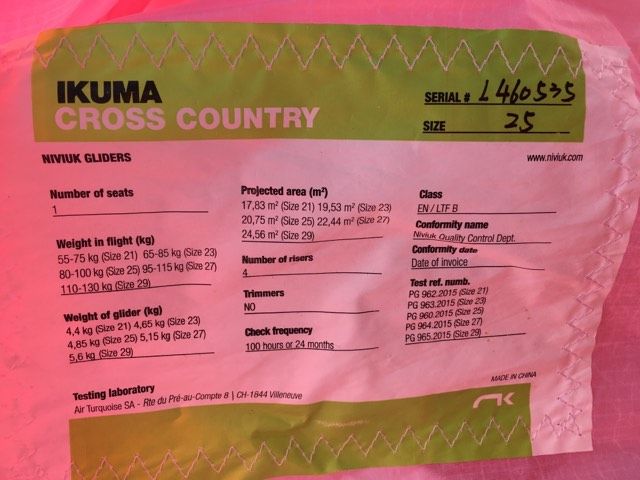 IKUMA
CROSS COUNTRY
SERIAL # L460535
SIZE 25
NIVIUK GLIDERS
www.niviuk.com
Number of seats
1
Weight in flight (kg)
55-75 kg (Size 21) 65-85 kg (Size 23)
80-100 kg (Size 25) 95-115 kg (Size 27)
110-130 kg (Size 29)
Weight of glider (kg)
4,4 kg (Size 21) 4,65 kg (Size 23)
4,85 kg (Size 25) 5,15 kg (Size 27)
5,6 kg (Size 29)
Projected area (m²)
17,83 m² (Size 21) 19,53 m² (Size 23)
20,75 m² (Size 25) 22,44 m² (Size 27)
24,56 m² (Size 29)
Number of risers
4
Trimmers
NO
Check frequency
100 hours or 24 months
Class
EN / LTF B
Conformity name
Niviuk Quality Control Dept.
Conformity date
Date of invoice
Test ref. numb.
PG 962.2015 (Size 21)
PG 963.2015 (Size 23)
PG 960.2015 (Size 25)
PG 964.2015 (Size 27)
PG 965.2015 (Size 29)
Testing laboratory
Air Turquoise SA - Rte du Pré-au-Compte 8 | CH-1844 Villeneuve
MADE IN CHINA